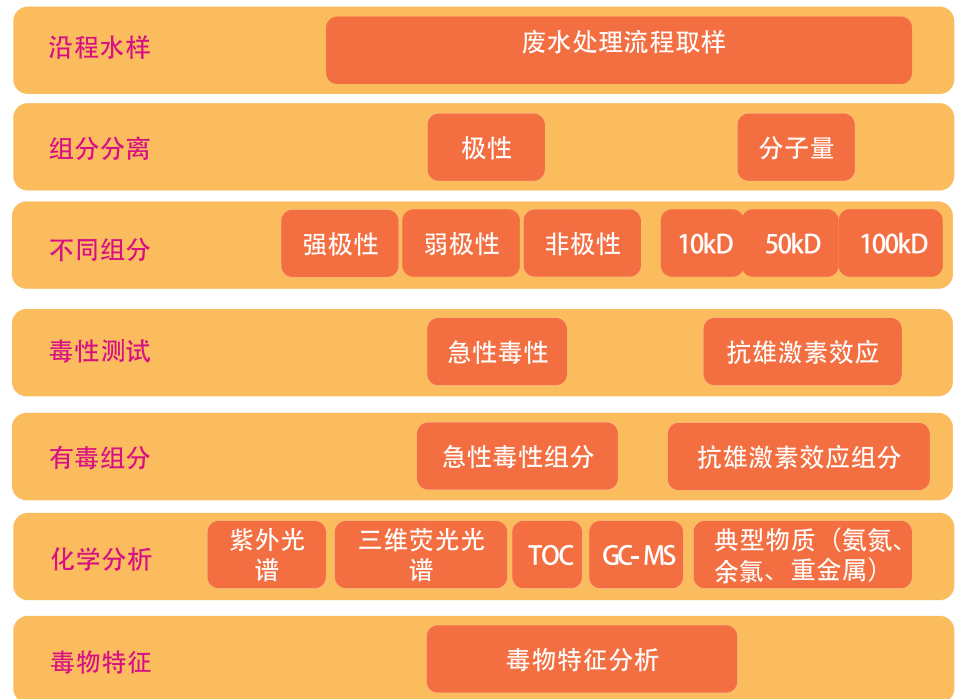 沿程水样
废水处理流程取样
组分分离
极性
分子量
不同组分
强极性
弱极性
非极性
10kD
50kD
100kD
毒性测试
急性毒性
抗雄激素效应
有毒组分
急性毒性组分
抗雄激素效应组分
化学分析
紫外光
谱
三维荧光光
谱
TOC
GC-MS
典型物质（氨氮、
余氯、重金属）
毒物特征
毒物特征分析